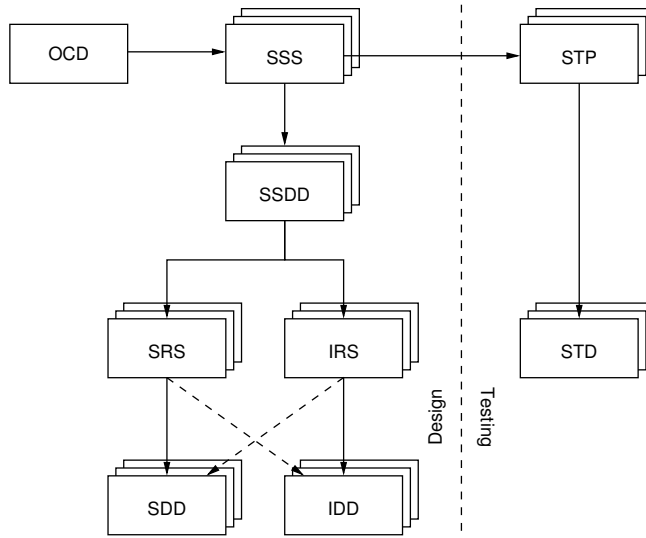 OCD
SSS
STP
SSDD
SRS
IRS
STD
Design
Testing
SDD
IDD